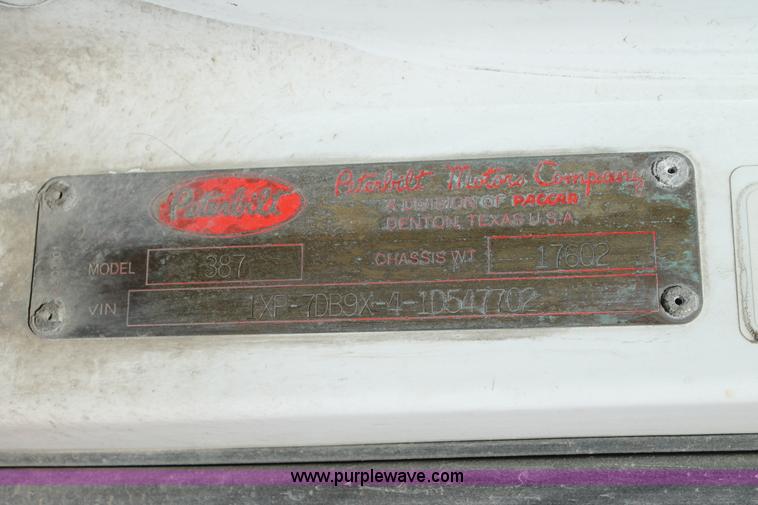 Peterbilt
Peterbilt Motors Company
A DIVISION OF PACCAR
DENTON, TEXAS U.S.A.
MODEL 387 CHASSIS WT 17602
VIN 1XP-7DB9X-4-1D547702
www.purplewave.com